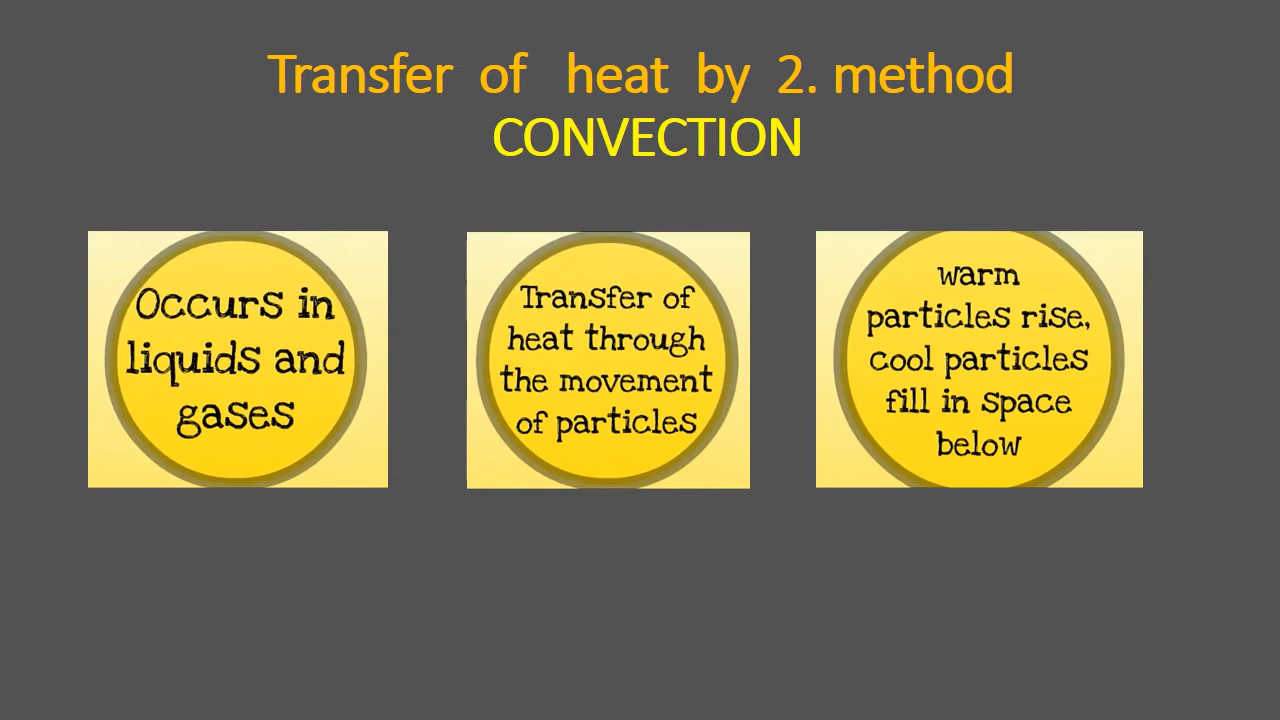 Transfer of heat by 2. method
CONVECTION
Occurs in
liquids and
gases
Transfer of
heat through
the movement
of particles
warm
particles rise,
cool particles
fill in space
below